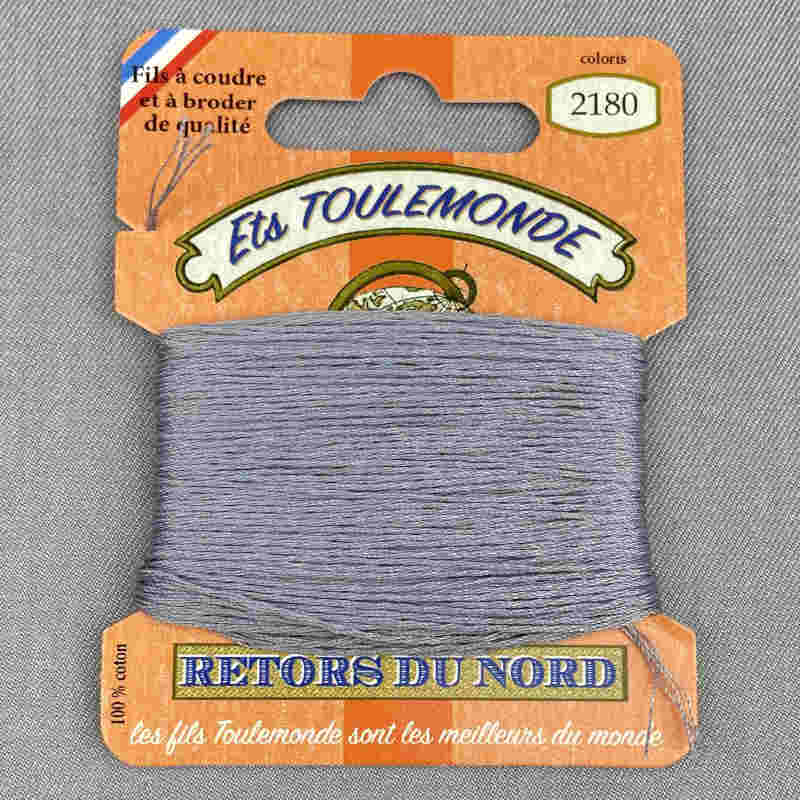 Fils à coudre
et à broder
de qualité
coloris
2180
Ets TOULEMONDE
100 % coton
RETORS DU NORD
les fils Toulemonde sont les meilleurs du monde